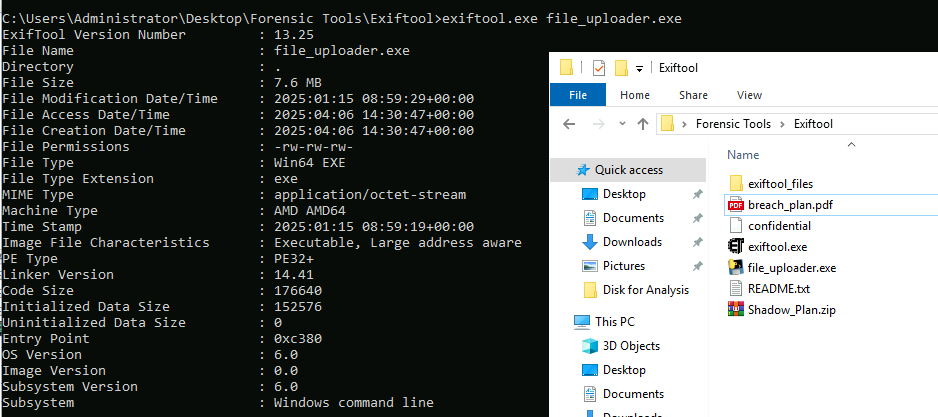 C:\Users\Administrator\Desktop\Forensic Tools\Exiftool>exiftool.exe file_uploader.exe
ExifTool Version Number         : 13.25
File Name                       : file_uploader.exe
Directory                       : .
File Size                       : 7.6 MB
File Modification Date/Time     : 2025:01:15 08:59:29+00:00
File Access Date/Time           : 2025:04:06 14:30:47+00:00
File Creation Date/Time         : 2025:04:06 14:30:47+00:00
File Permissions                : -rw-rw-rw-
File Type                       : Win64 EXE
File Type Extension             : exe
MIME Type                       : application/octet-stream
Machine Type                    : AMD AMD64
Time Stamp                      : 2025:01:15 08:59:19+00:00
Image File Characteristics      : Executable, Large address aware
PE Type                         : PE32+
Linker Version                  : 14.41
Code Size                       : 176640
Initialized Data Size           : 152576
Uninitialized Data Size         : 0
Entry Point                     : 0xc380
OS Version                      : 6.0
Image Version                   : 0.0
Subsystem Version               : 6.0
Subsystem                       : Windows command line
Exiftool
File Home Share View
Forensic Tools > Exiftool
Quick access
Desktop
Documents
Downloads
Pictures
Disk for Analysis
This PC
3D Objects
Desktop
Documents
Downloads
Name
exiftool_files
PDF breach_plan.pdf
confidential
exiftool.exe
file_uploader.exe
README.txt
Shadow_Plan.zip